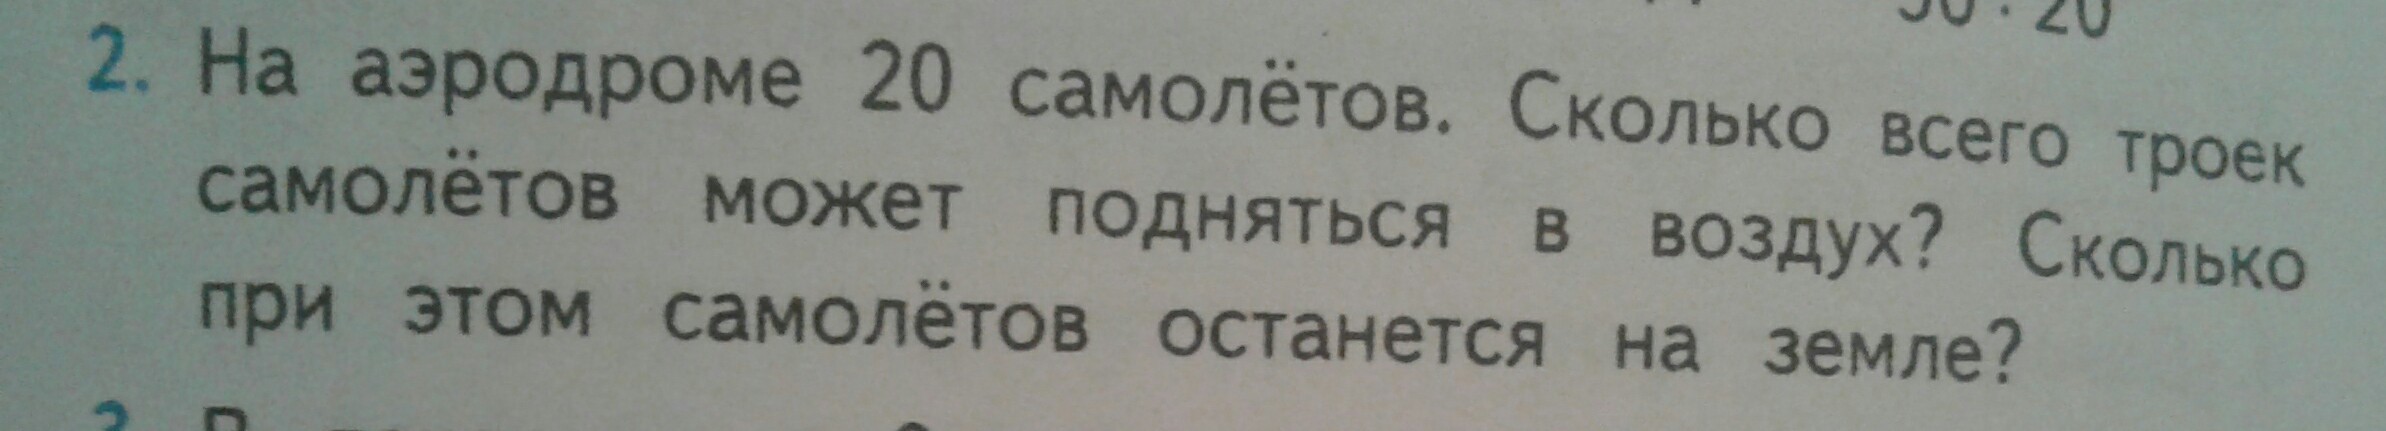 2. На аэродроме 20 самолётов. Сколько всего троек
самолётов может подняться в воздух? Сколько
при этом самолётов останется на земле?